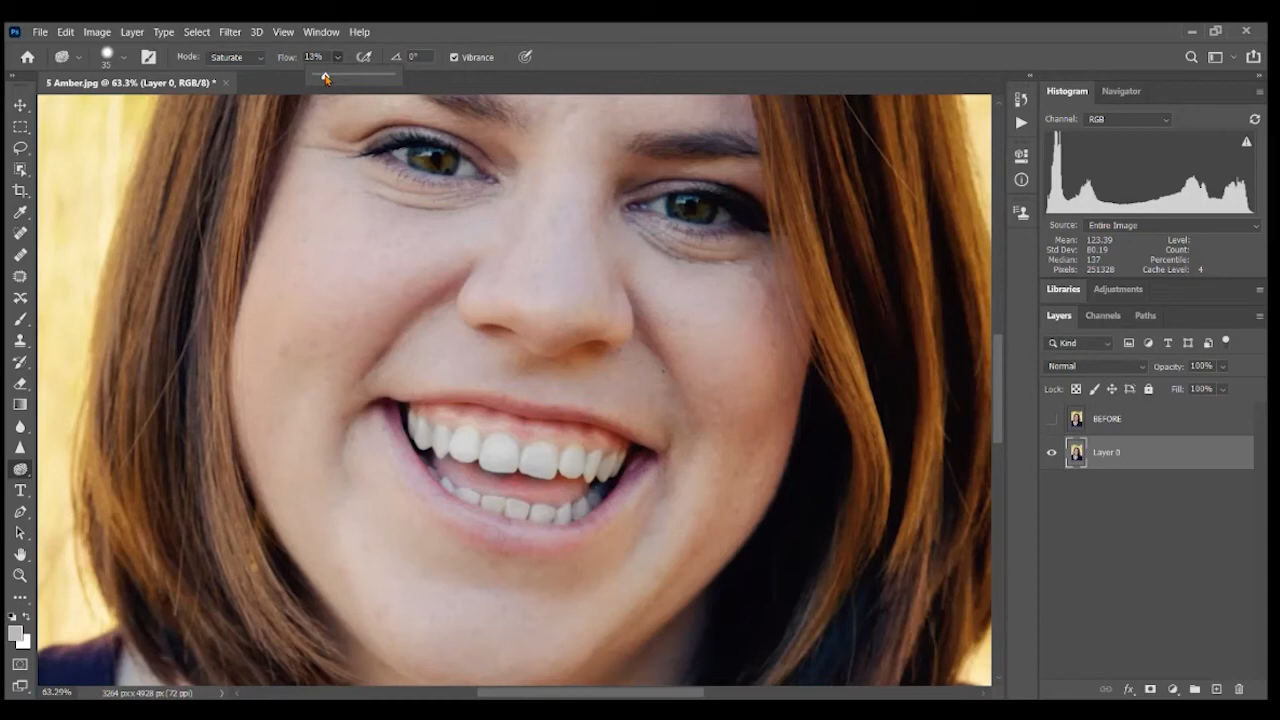 Ps File Edit Image Layer Type Select Filter 3D View Window Help
35 Mode: Saturate Flow: 13% 0° Vibrance
5 Amber.jpg @ 63.3% (Layer 0, RGB/8) *
Histogram Navigator
Channel: RGB
Source: Entire Image
Mean: 123.39 Level:
Std Dev: 80.19 Count:
Median: 137 Percentile:
Pixels: 251328 Cache Level: 4
Libraries Adjustments
Layers Channels Paths
Kind
Normal Opacity: 100%
Lock: Fill: 100%
BEFORE
Layer 0
63.29% 3264 px x 4928 px (72 ppi)